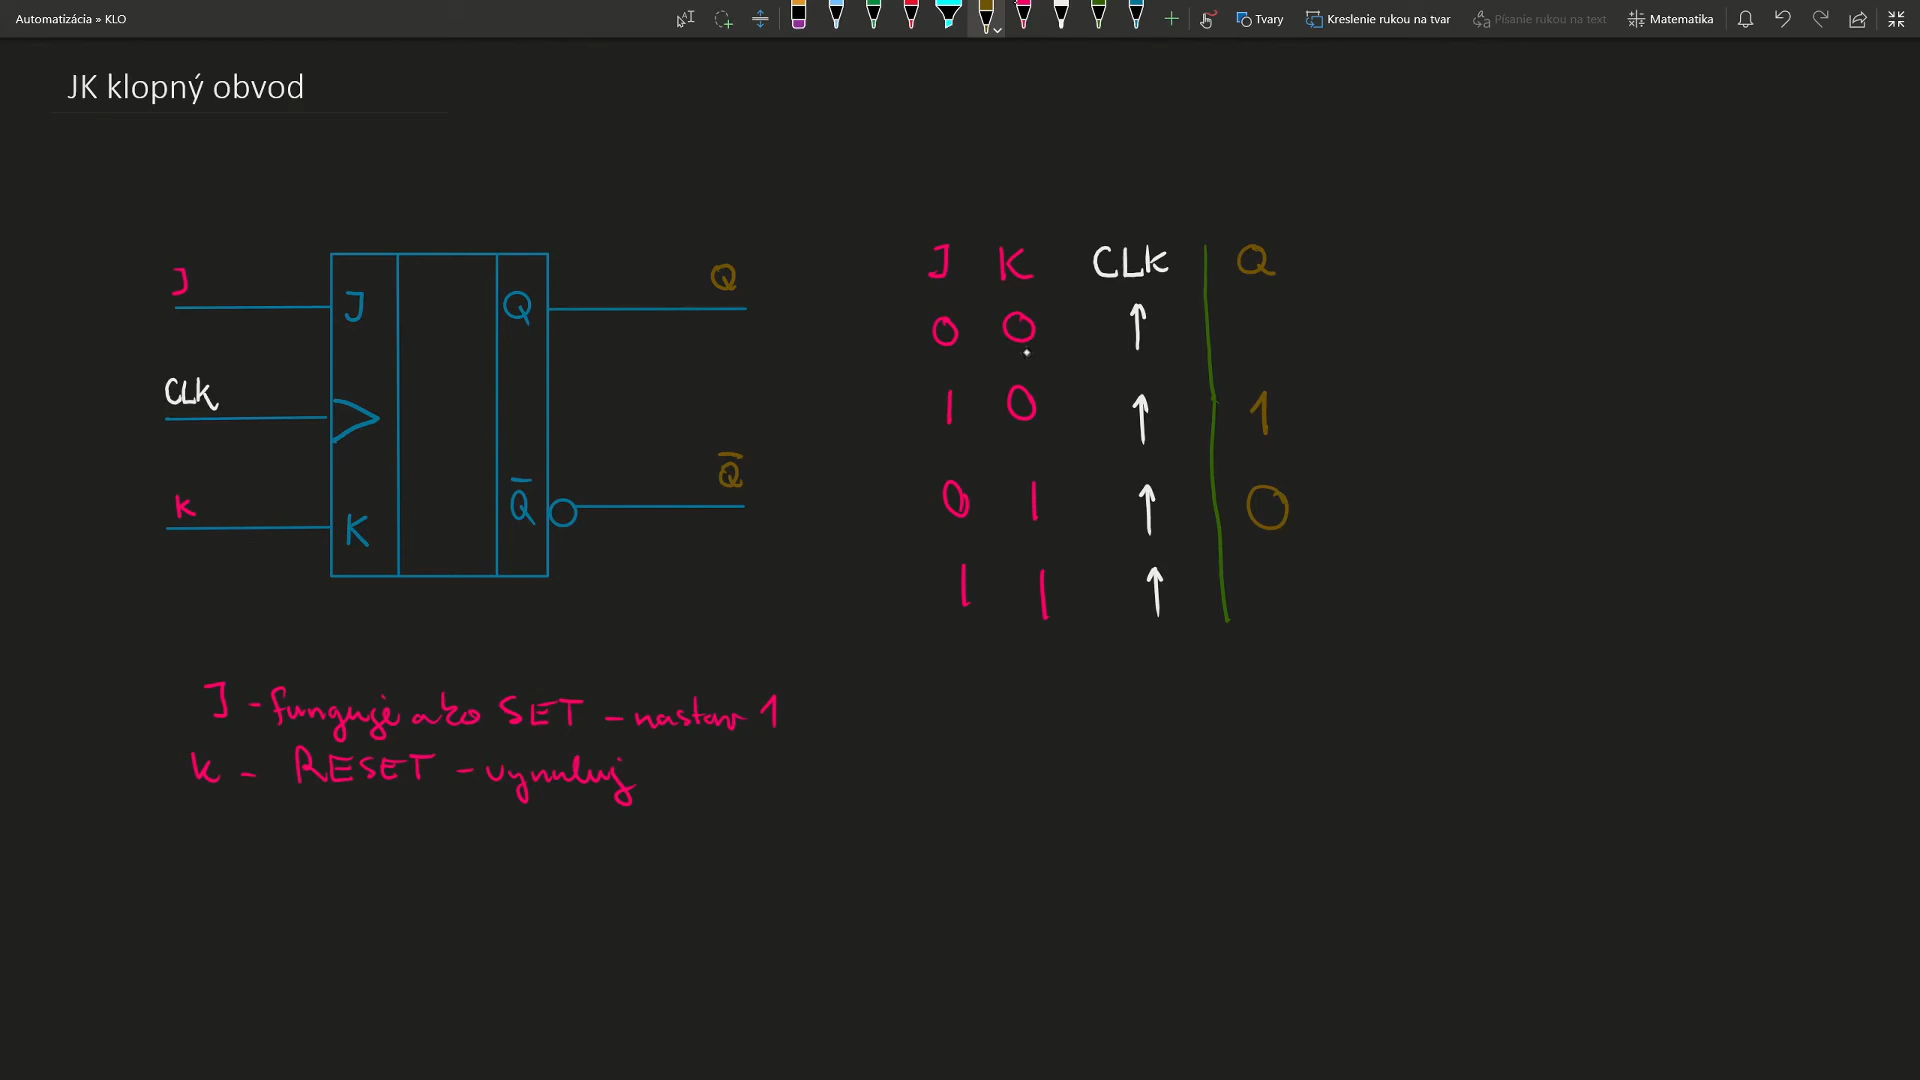 Automatizácia » KLO
Tvary
Kreslenie rukou na tvar
Písanie rukou na text
Matematika
JK klopný obvod
J
J
Q
Q
CLK
K
K
Q̅
Q̅
J K CLK Q
0 0 ↑
1 0 ↑ 1
0 1 ↑ 0
1 1 ↑
J - funguje ako SET - nastav 1
K - RESET - vynuluj